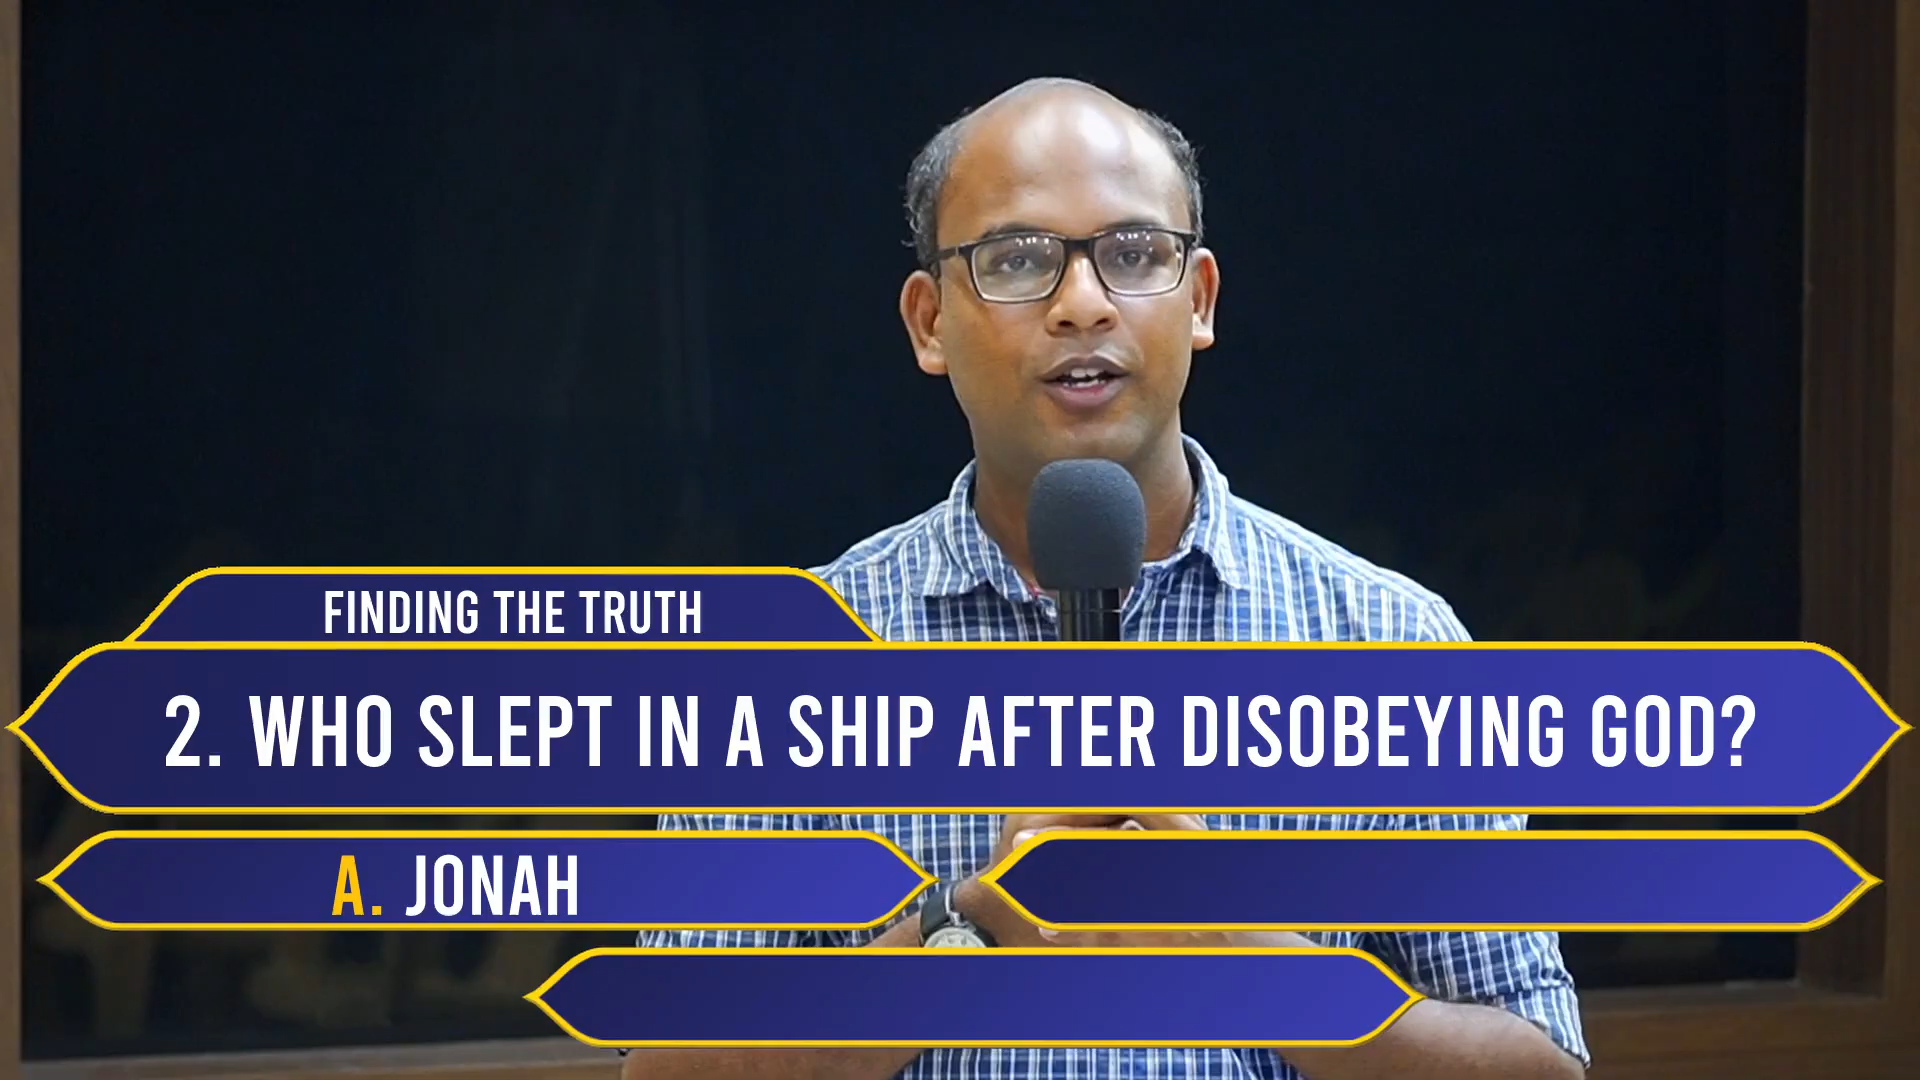 FINDING THE TRUTH
2. WHO SLEPT IN A SHIP AFTER DISOBEYING GOD?
A. JONAH